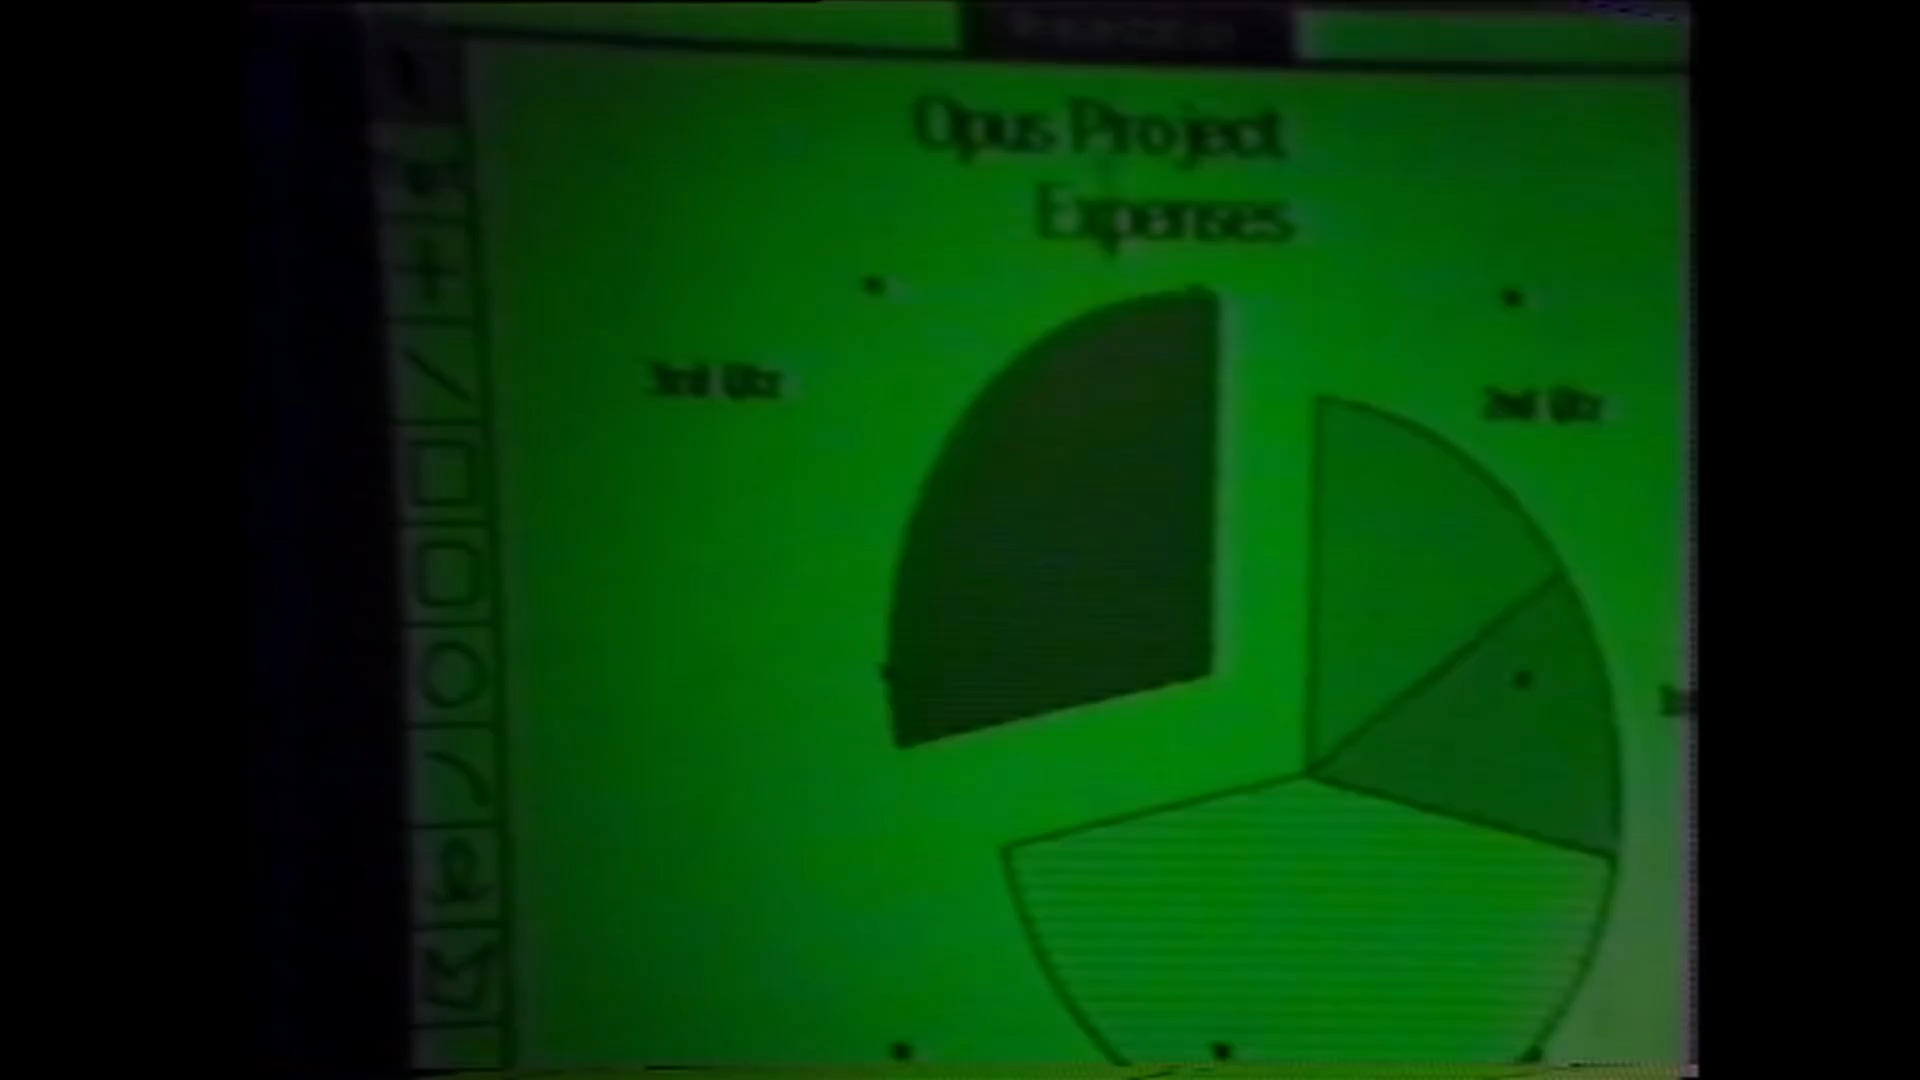 Opus Project
Expenses
3rd Qtr
2nd Qtr